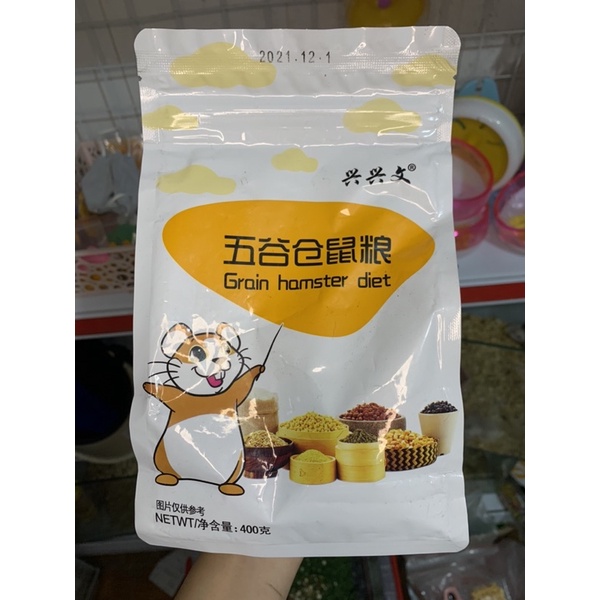 2021.12.1
兴兴文®
五谷仓鼠粮
Grain hamster diet
图片仅供参考
NETWT/净含量: 400克